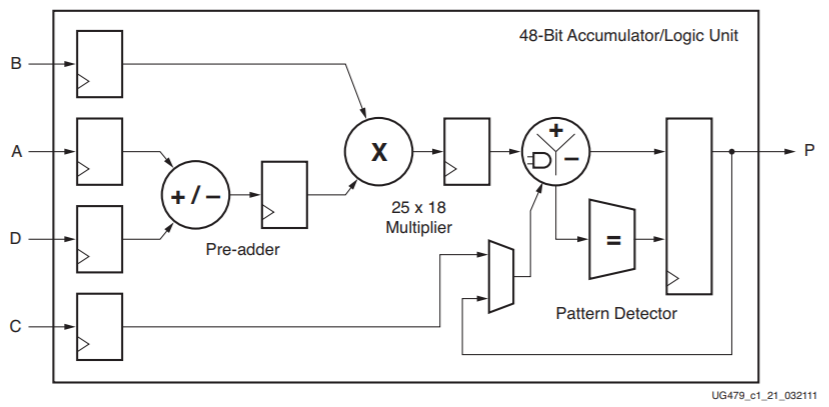 48-Bit Accumulator/Logic Unit
B
A
+ / −
D
Pre-adder
X
25 x 18
Multiplier
+
−
P
=
Pattern Detector
C
UG479_c1_21_032111